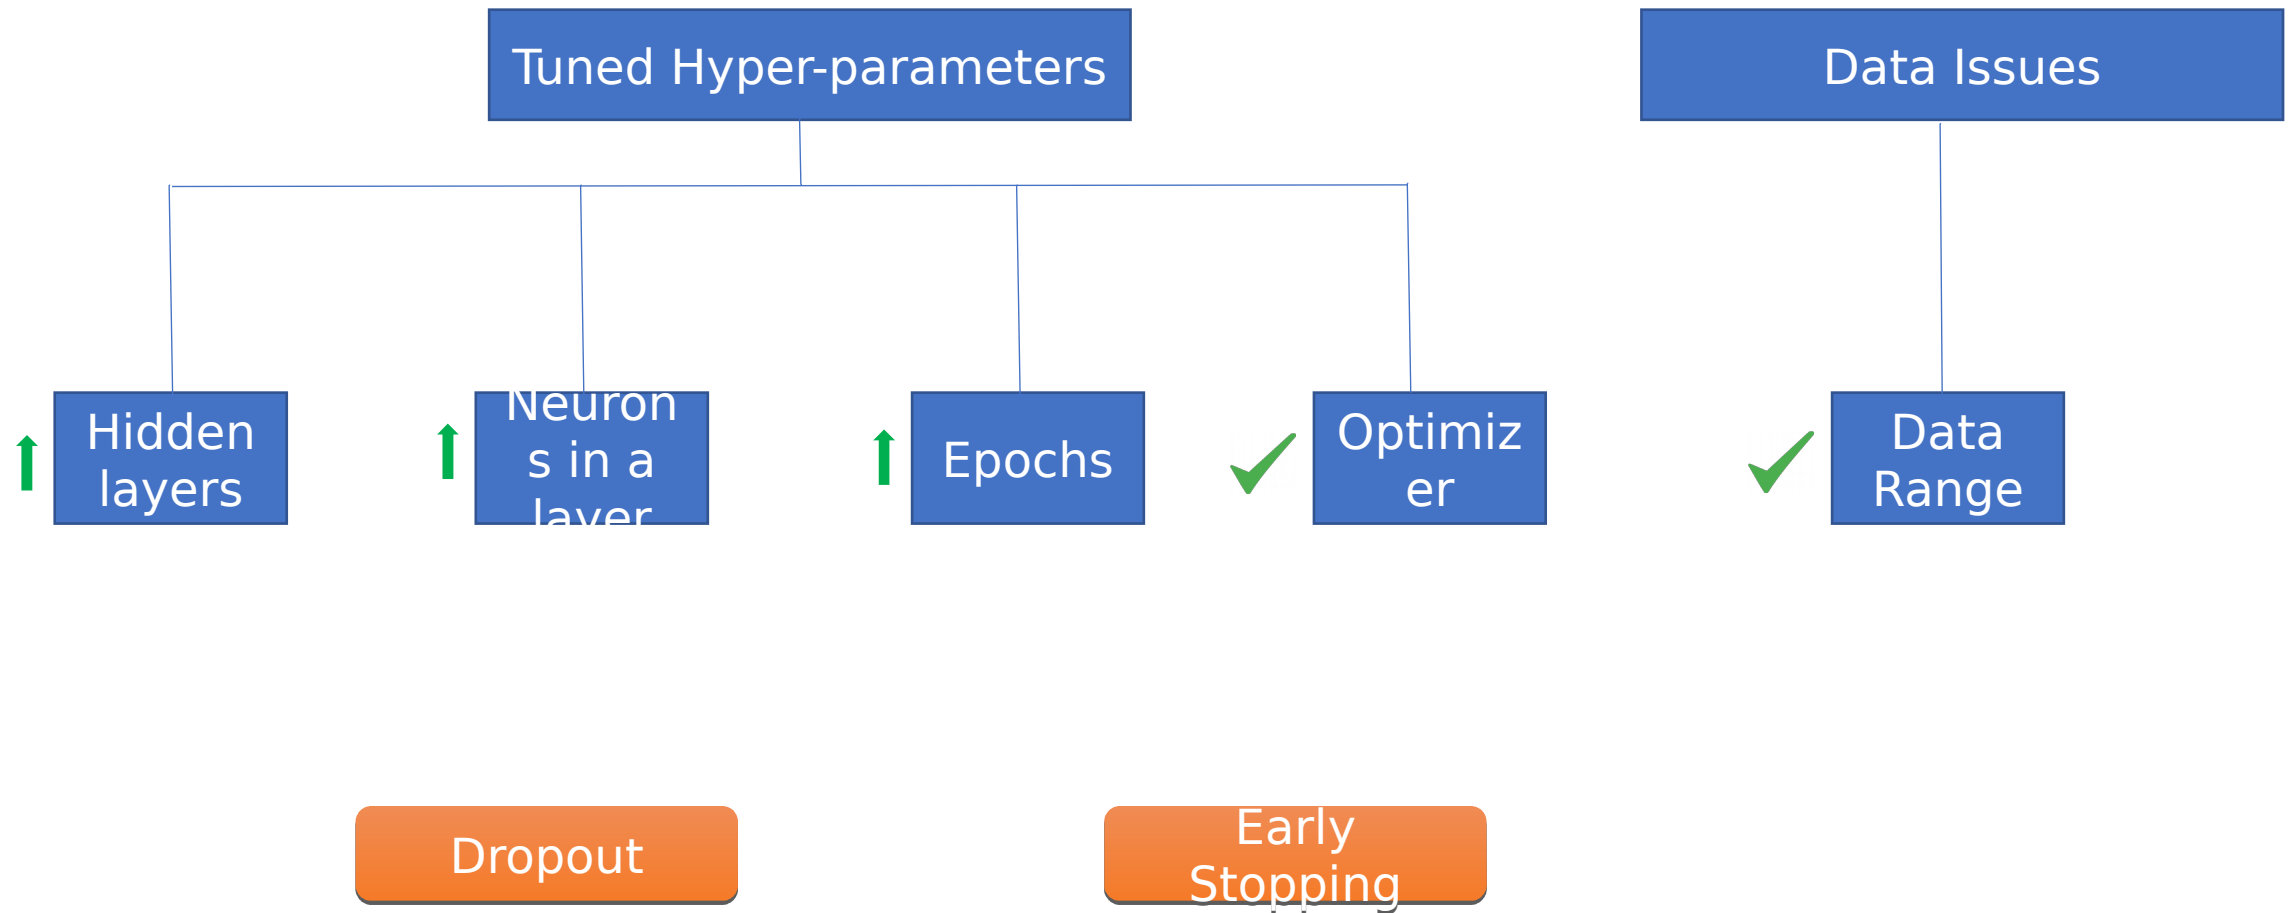 Tuned Hyper-parameters
Data Issues
Hidden
layers
Neuron
s in a
layer
Epochs
Optimiz
er
Data
Range
Dropout
Early
Stopping